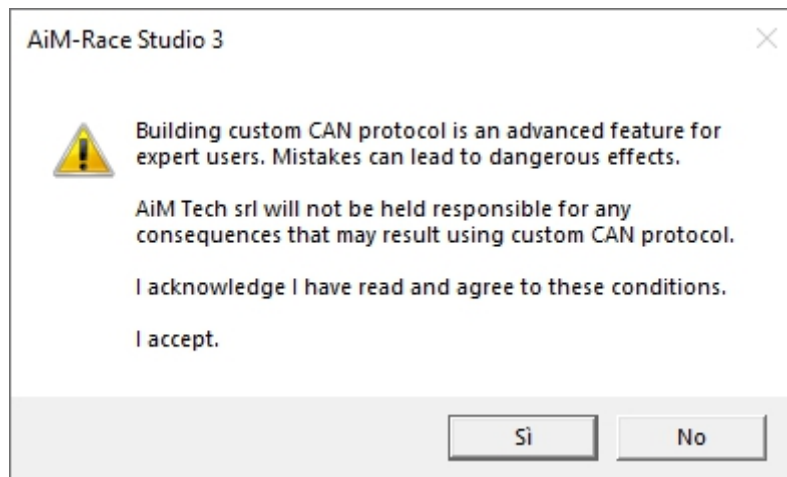 AiM-Race Studio 3
Building custom CAN protocol is an advanced feature for
expert users. Mistakes can lead to dangerous effects.
AiM Tech srl will not be held responsible for any
consequences that may result using custom CAN protocol.
I acknowledge I have read and agree to these conditions.
I accept.
Sì
No